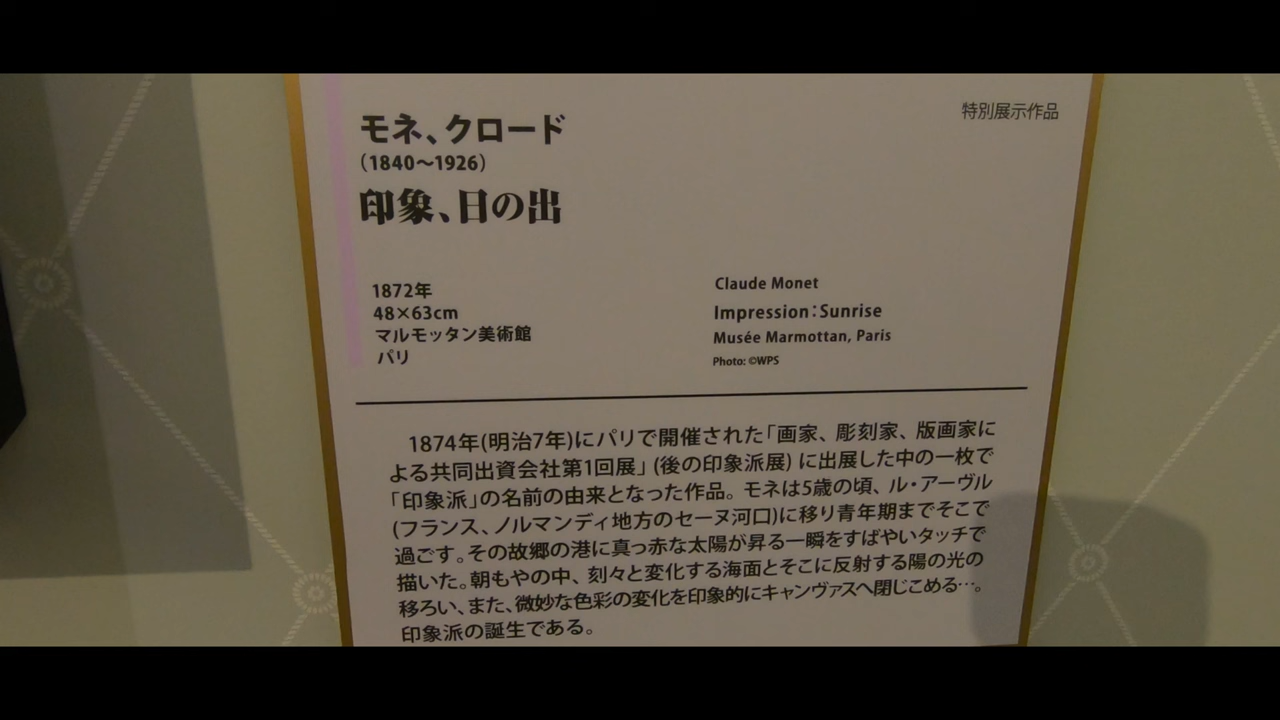 特別展示作品
モネ、クロード
（1840～1926）
印象、日の出
1872年
48×63cm
マルモッタン美術館
パリ
Claude Monet
Impression：Sunrise
Musée Marmottan, Paris
Photo: ©WPS
1874年(明治7年)にパリで開催された「画家、彫刻家、版画家に
よる共同出資会社第1回展」(後の印象派展) に出展した中の一枚で
「印象派」の名前の由来となった作品。モネは5歳の頃、ル・アーヴル
(フランス、ノルマンディ地方のセーヌ河口)に移り青年期までそこで
過ごす。その故郷の港に真っ赤な太陽が昇る一瞬をすばやいタッチで
描いた。朝もやの中、刻々と変化する海面とそこに反射する陽の光の
移ろい、また、微妙な色彩の変化を印象的にキャンヴァスへ閉じこめる…。
印象派の誕生である。